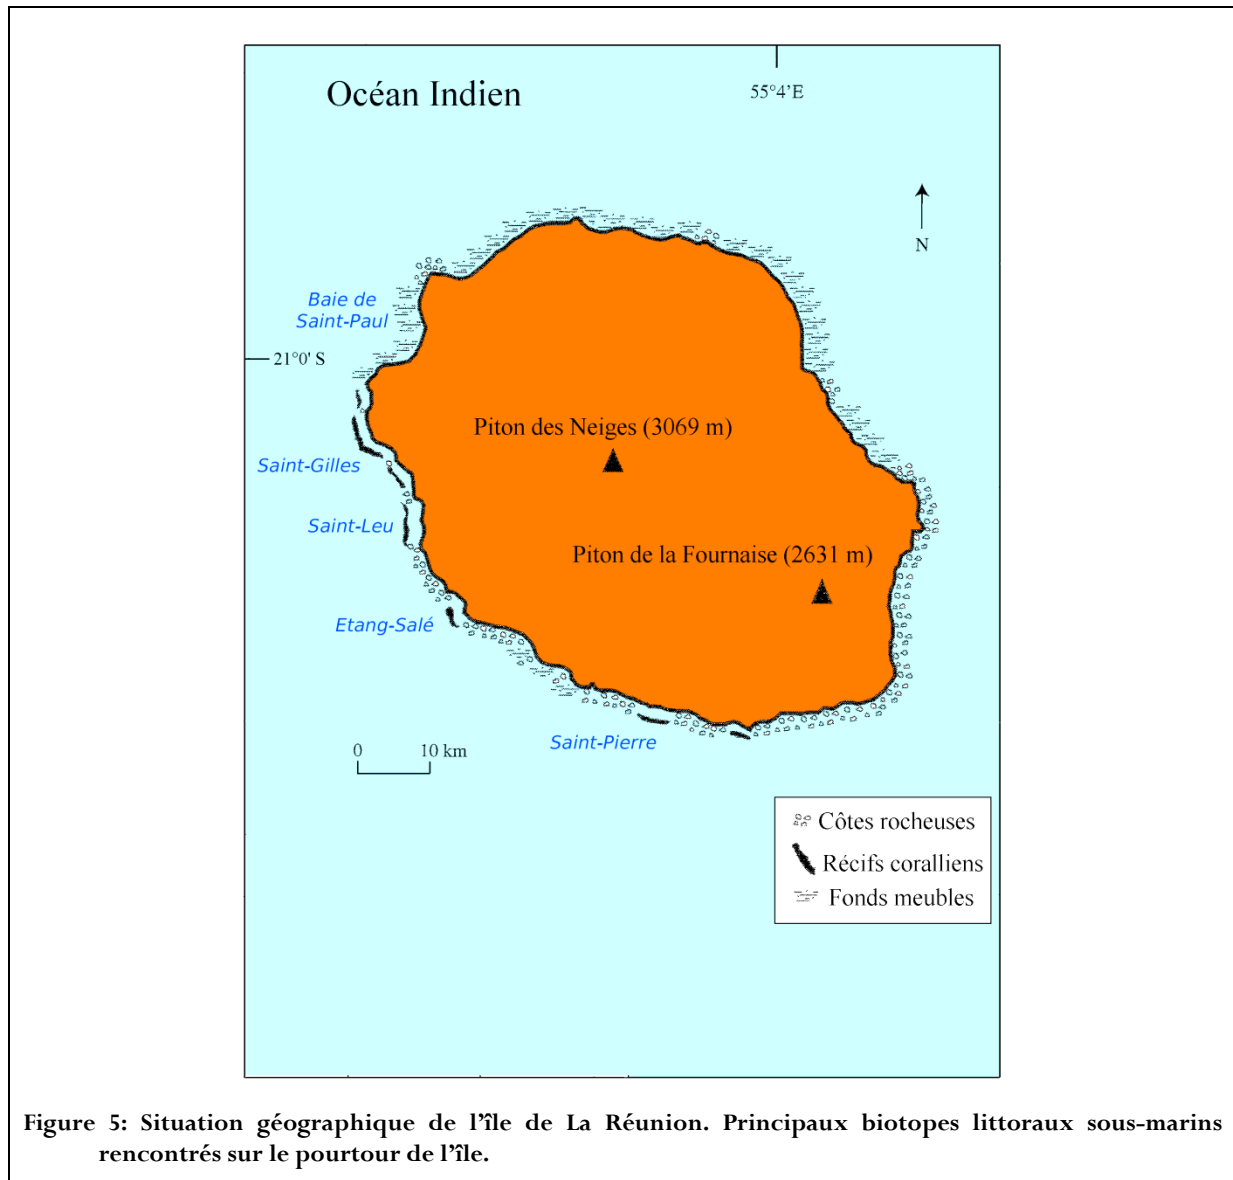 Océan Indien
55°4’E
N
Baie de
Saint-Paul
21°0' S
Piton des Neiges (3069 m)
Saint-Gilles
Saint-Leu
Piton de la Fournaise (2631 m)
Etang-Salé
Saint-Pierre
0 10 km
Côtes rocheuses
Récifs coralliens
Fonds meubles
Figure 5: Situation géographique de l’île de La Réunion. Principaux biotopes littoraux sous-marins
rencontrés sur le pourtour de l’île.